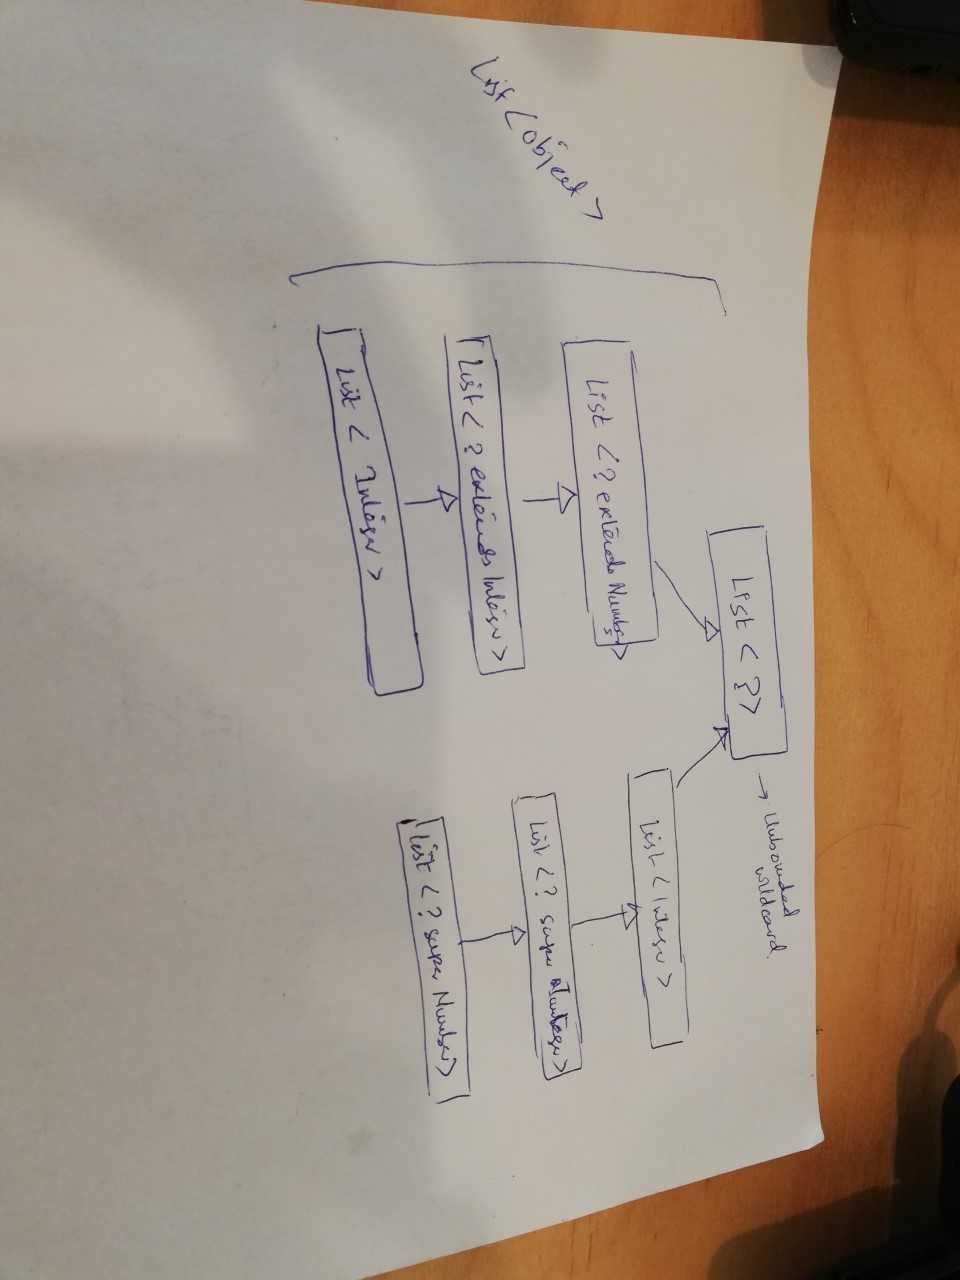 List <?>
→ Unbounded
wildcard.
List <? extends Number>
List <Integer>
List <? extends Integer>
List <? super Integer>
List < Integer >
List <? super Number>
List <Object>